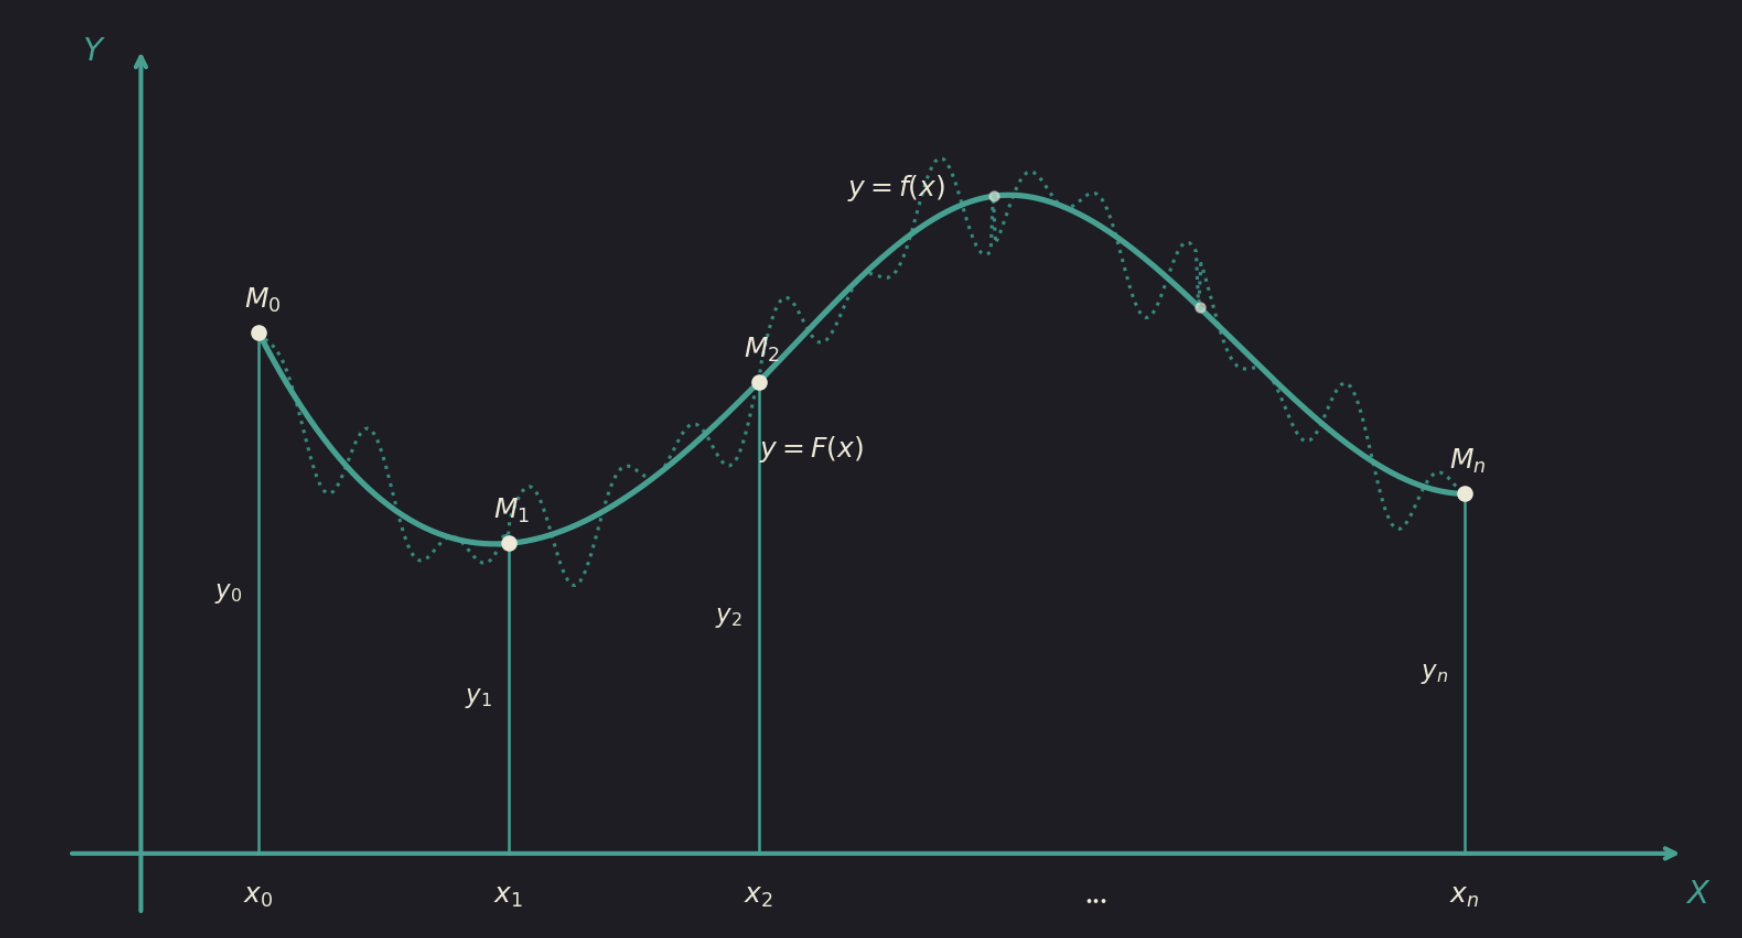 Y
y = f(x)
M₀
M₂
y = F(x)
Mₙ
M₁
y₀
y₂
yₙ
y₁
x₀ x₁ x₂ ... xₙ
X